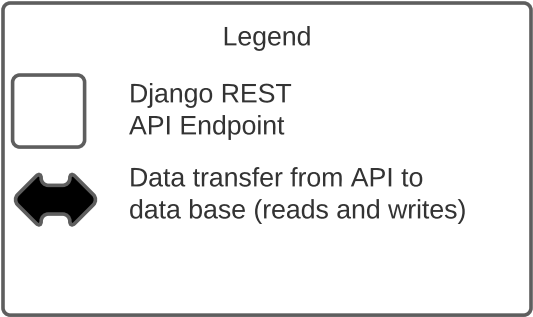 Legend
Django REST
API Endpoint
Data transfer from API to
data base (reads and writes)